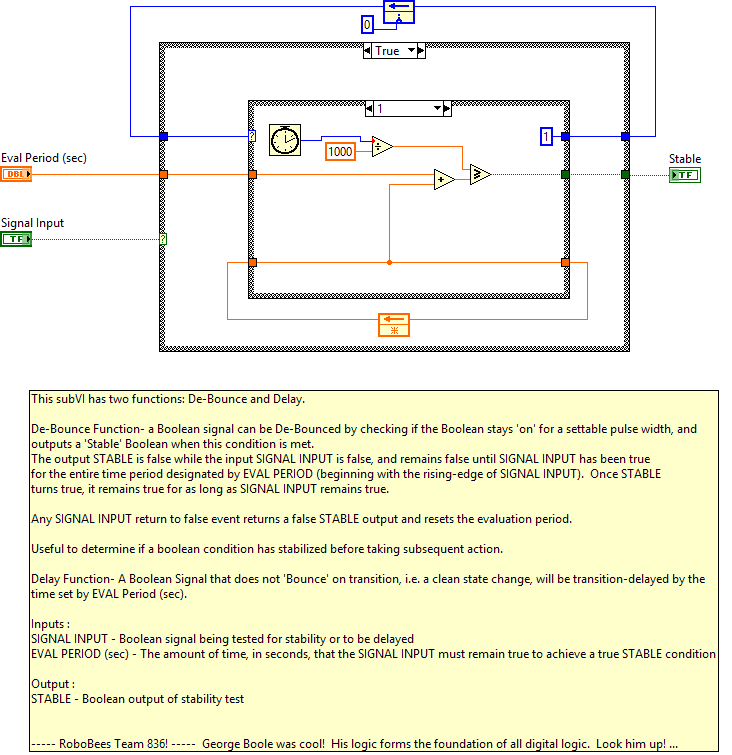 0
True
1
1000
1
Eval Period (sec)
DBL
Stable
TF
Signal Input
TF
This subVI has two functions: De-Bounce and Delay.
De-Bounce Function- a Boolean signal can be De-Bounced by checking if the Boolean stays 'on' for a settable pulse width, and
outputs a 'Stable' Boolean when this condition is met.
The output STABLE is false while the input SIGNAL INPUT is false, and remains false until SIGNAL INPUT has been true
for the entire time period designated by EVAL PERIOD (beginning with the rising-edge of SIGNAL INPUT).  Once STABLE
turns true, it remains true for as long as SIGNAL INPUT remains true.
Any SIGNAL INPUT return to false event returns a false STABLE output and resets the evaluation period.
Useful to determine if a boolean condition has stabilized before taking subsequent action.
Delay Function- A Boolean Signal that does not 'Bounce' on transition, i.e. a clean state change, will be transition-delayed by the
time set by EVAL Period (sec).
Inputs :
SIGNAL INPUT - Boolean signal being tested for stability or to be delayed
EVAL PERIOD (sec) - The amount of time, in seconds, that the SIGNAL INPUT must remain true to achieve a true STABLE condition
Output :
STABLE - Boolean output of stability test
----- RoboBees Team 836! -----  George Boole was cool!  His logic forms the foundation of all digital logic.  Look him up! ...